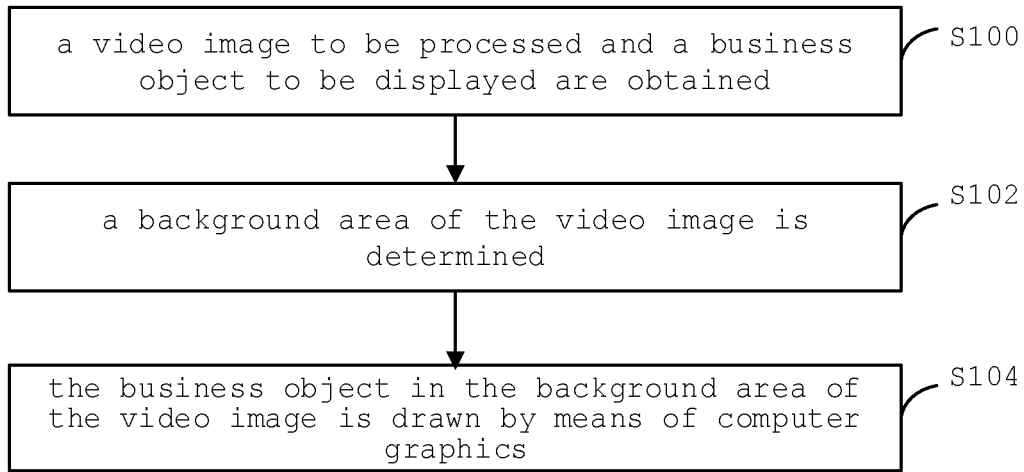 a video image to be processed and a business
object to be displayed are obtained
S100
a background area of the video image is
determined
S102
the business object in the background area of
the video image is drawn by means of computer
graphics
S104